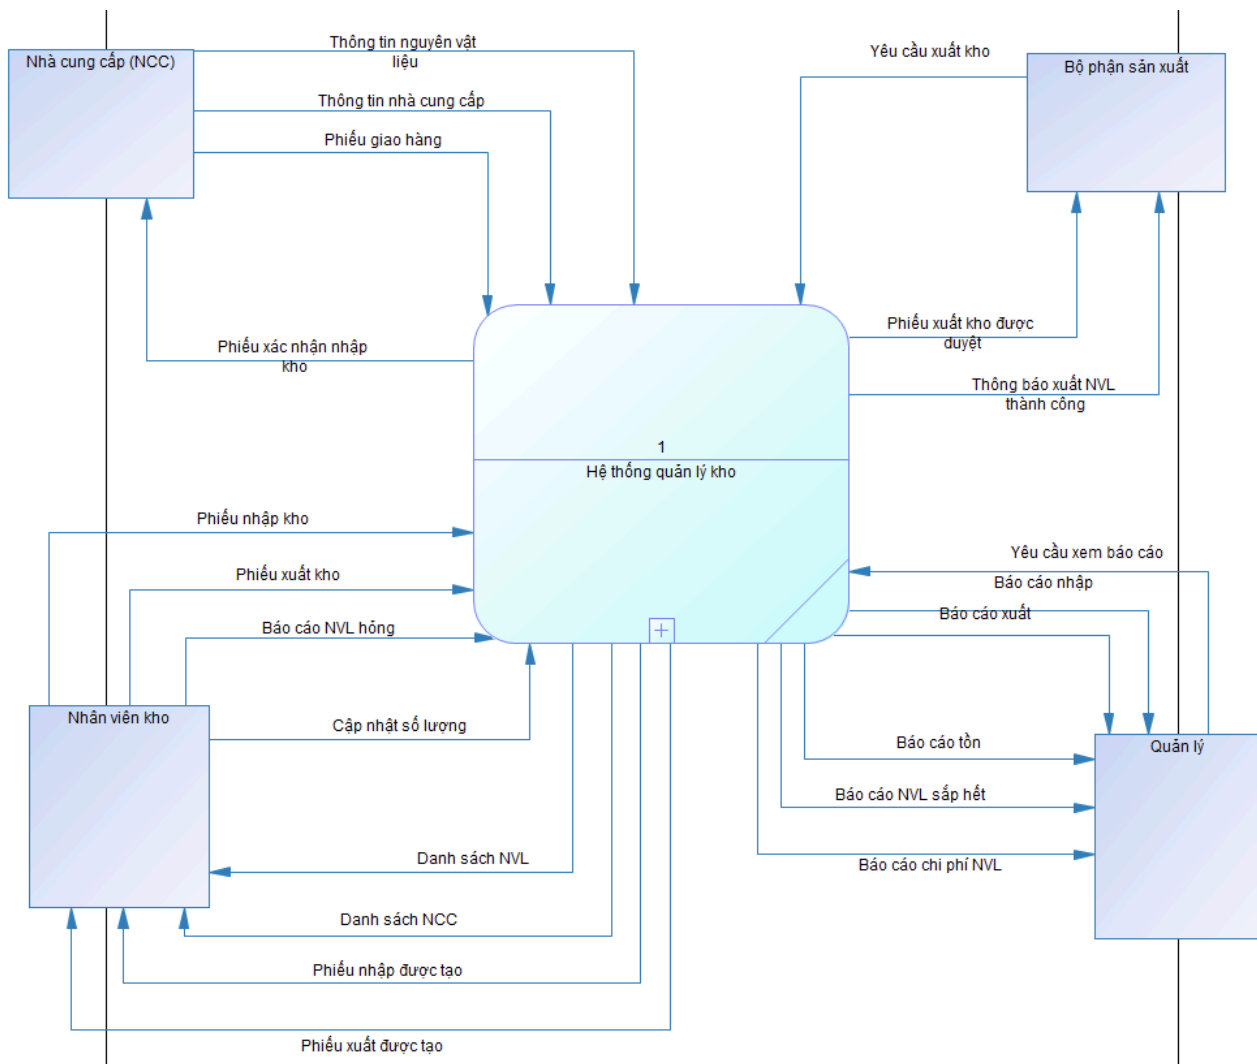 Nhà cung cấp (NCC)
Thông tin nguyên vật
liệu
Thông tin nhà cung cấp
Phiếu giao hàng
Yêu cầu xuất kho
Bộ phận sản xuất
Phiếu xác nhận nhập
kho
Phiếu xuất kho được
duyệt
Thông báo xuất NVL
thành công
1
Hệ thống quản lý kho
Phiếu nhập kho
Phiếu xuất kho
Báo cáo NVL hỏng
Yêu cầu xem báo cáo
Báo cáo nhập
Báo cáo xuất
Nhân viên kho
Cập nhật số lượng
Quản lý
Báo cáo tồn
Báo cáo NVL sắp hết
Danh sách NVL
Báo cáo chi phí NVL
Danh sách NCC
Phiếu nhập được tạo
Phiếu xuất được tạo